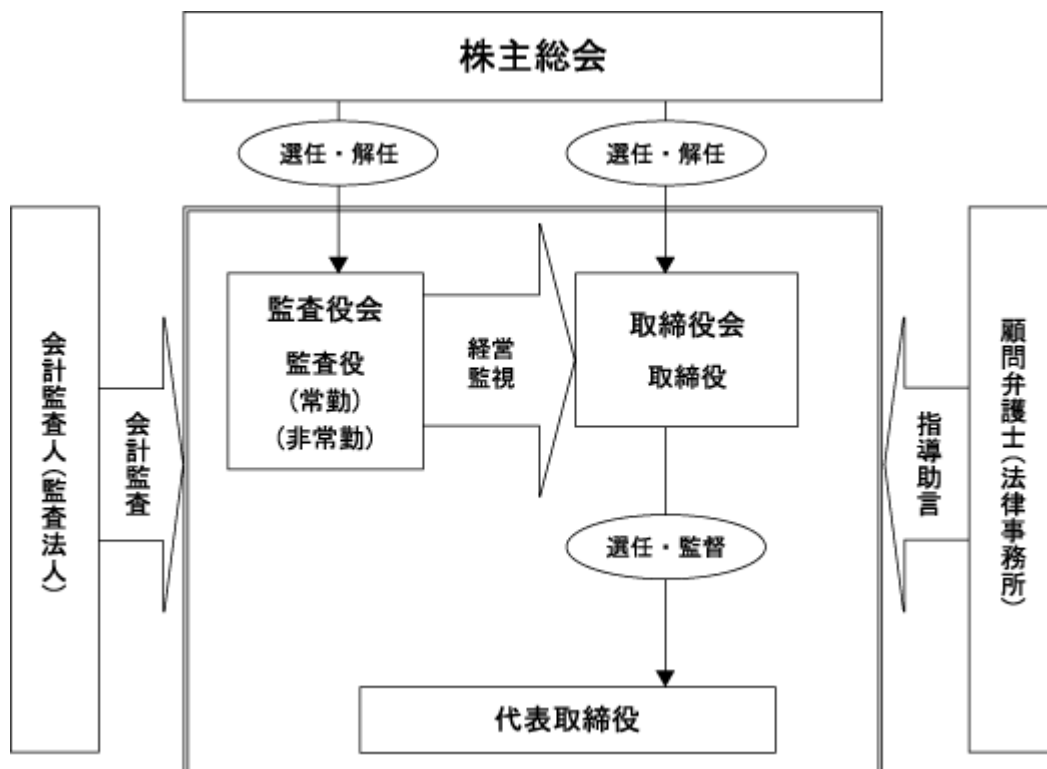 株主総会
選任・解任
選任・解任
会計監査人(監査法人)
会計監査
監査役会
監査役
(常勤)
(非常勤)
経営
監視
取締役会
取締役
選任・監督
代表取締役
指導助言
顧問弁護士(法律事務所)